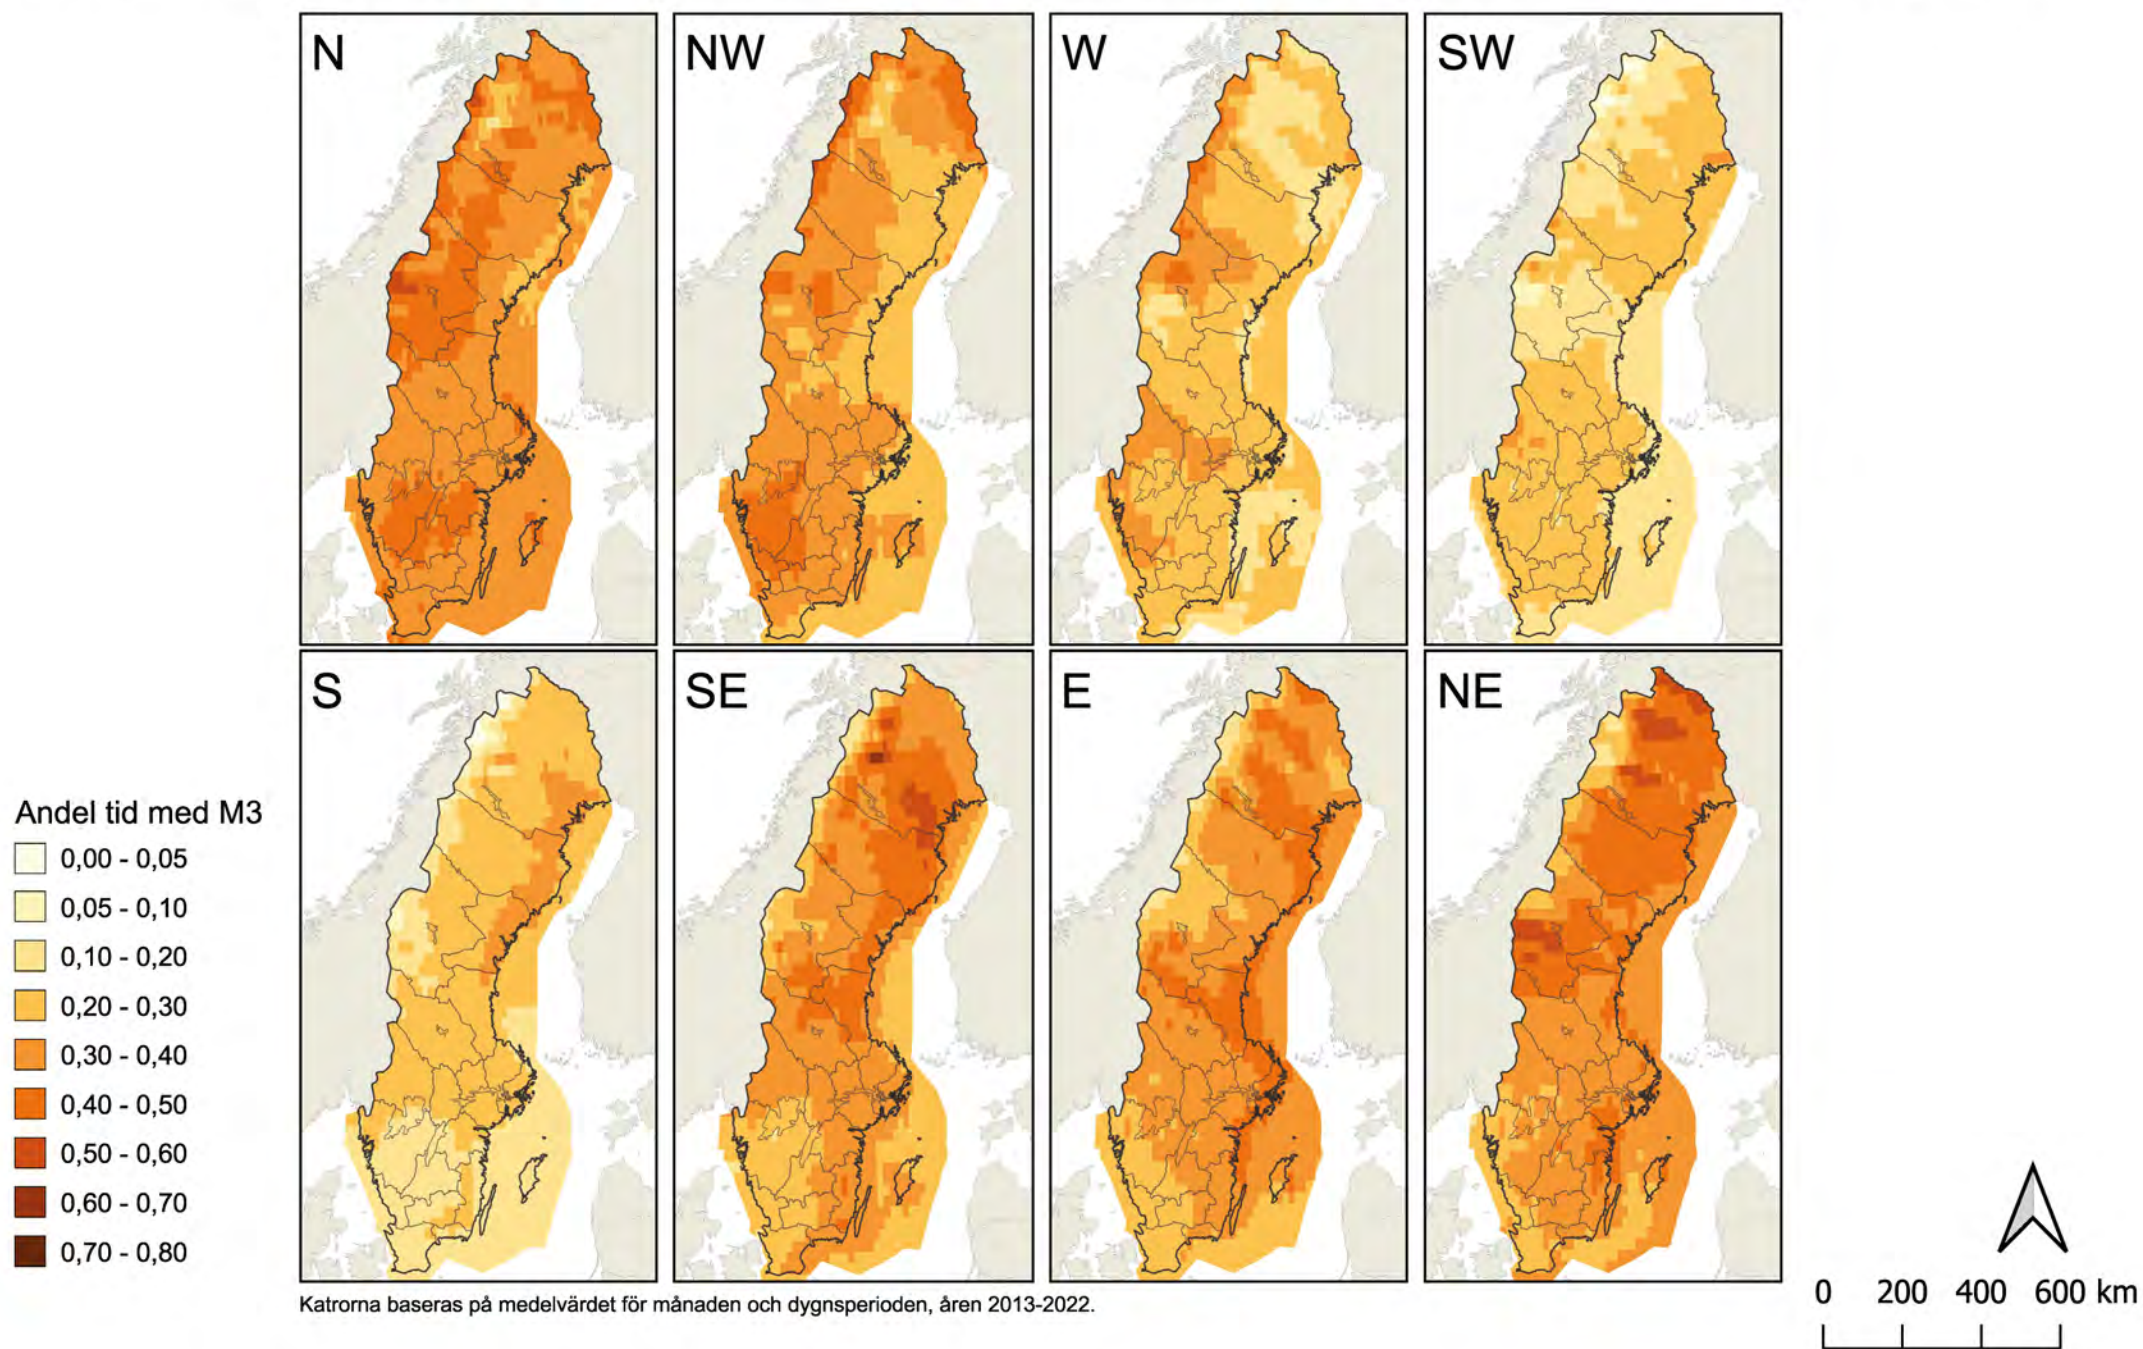 N
NW
W
SW
S
SE
E
NE
Andel tid med M3
0,00 - 0,05
0,05 - 0,10
0,10 - 0,20
0,20 - 0,30
0,30 - 0,40
0,40 - 0,50
0,50 - 0,60
0,60 - 0,70
0,70 - 0,80
Katrorna baseras på medelvärdet för månaden och dygnsperioden, åren 2013-2022.
0 200 400 600 km